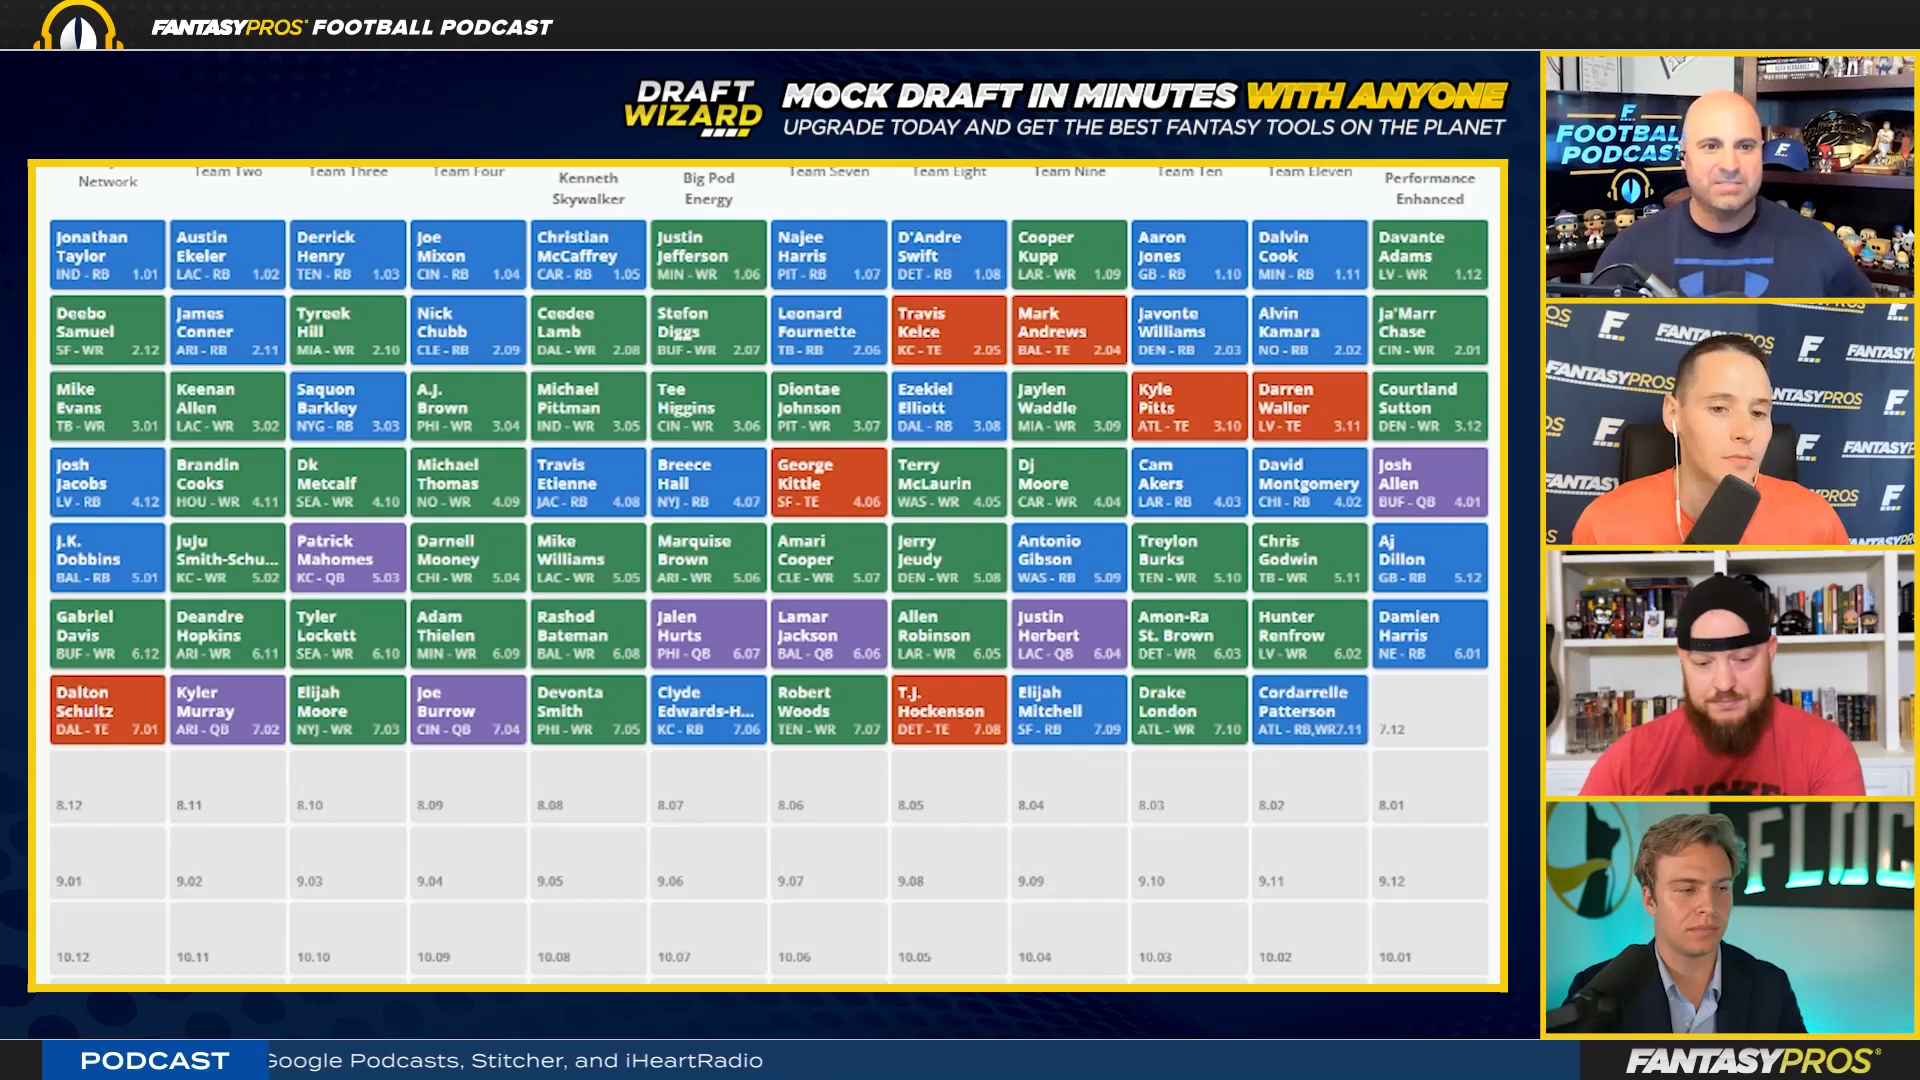 FANTASYPROS FOOTBALL PODCAST
DRAFT WIZARD
MOCK DRAFT IN MINUTES WITH ANYONE
UPGRADE TODAY AND GET THE BEST FANTASY TOOLS ON THE PLANET
Network
Team Two
Team Three
Team Four
Kenneth Skywalker
Big Pod Energy
Team Seven
Team Eight
Team Nine
Team Ten
Team Eleven
Performance Enhanced
Jonathan Taylor IND - RB 1.01
Austin Ekeler LAC - RB 1.02
Derrick Henry TEN - RB 1.03
Joe Mixon CIN - RB 1.04
Christian McCaffrey CAR - RB 1.05
Justin Jefferson MIN - WR 1.06
Najee Harris PIT - RB 1.07
D'Andre Swift DET - RB 1.08
Cooper Kupp LAR - WR 1.09
Aaron Jones GB - RB 1.10
Dalvin Cook MIN - RB 1.11
Davante Adams LV - WR 1.12
Deebo Samuel SF - WR 2.12
James Conner ARI - RB 2.11
Tyreek Hill MIA - WR 2.10
Nick Chubb CLE - RB 2.09
Ceedee Lamb DAL - WR 2.08
Stefon Diggs BUF - WR 2.07
Leonard Fournette TB - RB 2.06
Travis Kelce KC - TE 2.05
Mark Andrews BAL - TE 2.04
Javonte Williams DEN - RB 2.03
Alvin Kamara NO - RB 2.02
Ja'Marr Chase CIN - WR 2.01
Mike Evans TB - WR 3.01
Keenan Allen LAC - WR 3.02
Saquon Barkley NYG - RB 3.03
A.J. Brown PHI - WR 3.04
Michael Pittman IND - WR 3.05
Tee Higgins CIN - WR 3.06
Diontae Johnson PIT - WR 3.07
Ezekiel Elliott DAL - RB 3.08
Jaylen Waddle MIA - WR 3.09
Kyle Pitts ATL - TE 3.10
Darren Waller LV - TE 3.11
Courtland Sutton DEN - WR 3.12
Josh Jacobs LV - RB 4.12
Brandin Cooks HOU - WR 4.11
Dk Metcalf SEA - WR 4.10
Michael Thomas NO - WR 4.09
Travis Etienne JAC - RB 4.08
Breece Hall NYJ - RB 4.07
George Kittle SF - TE 4.06
Terry McLaurin WAS - WR 4.05
Dj Moore CAR - WR 4.04
Cam Akers LAR - RB 4.03
David Montgomery CHI - RB 4.02
Josh Allen BUF - QB 4.01
J.K. Dobbins BAL - RB 5.01
JuJu Smith-Schu... KC - WR 5.02
Patrick Mahomes KC - QB 5.03
Darnell Mooney CHI - WR 5.04
Mike Williams LAC - WR 5.05
Marquise Brown ARI - WR 5.06
Amari Cooper CLE - WR 5.07
Jerry Jeudy DEN - WR 5.08
Antonio Gibson WAS - RB 5.09
Treylon Burks TEN - WR 5.10
Chris Godwin TB - WR 5.11
Aj Dillon GB - RB 5.12
Gabriel Davis BUF - WR 6.12
Deandre Hopkins ARI - WR 6.11
Tyler Lockett SEA - WR 6.10
Adam Thielen MIN - WR 6.09
Rashod Bateman BAL - WR 6.08
Jalen Hurts PHI - QB 6.07
Lamar Jackson BAL - QB 6.06
Allen Robinson LAR - WR 6.05
Justin Herbert LAC - QB 6.04
Amon-Ra St. Brown DET - WR 6.03
Hunter Renfrow LV - WR 6.02
Damien Harris NE - RB 6.01
Dalton Schultz DAL - TE 7.01
Kyler Murray ARI - QB 7.02
Elijah Moore NYJ - WR 7.03
Joe Burrow CIN - QB 7.04
Devonta Smith PHI - WR 7.05
Clyde Edwards-H... KC - RB 7.06
Robert Woods TEN - WR 7.07
T.J. Hockenson DET - TE 7.08
Elijah Mitchell SF - RB 7.09
Drake London ATL - WR 7.10
Cordarrelle Patterson ATL - RB,WR7.11
7.12
8.12 8.11 8.10 8.09 8.08 8.07 8.06 8.05 8.04 8.03 8.02 8.01
9.01 9.02 9.03 9.04 9.05 9.06 9.07 9.08 9.09 9.10 9.11 9.12
10.12 10.11 10.10 10.09 10.08 10.07 10.06 10.05 10.04 10.03 10.02 10.01
FOOTBAL
PODCAST
FANTASYPROS
FLOC
PODCAST
Google Podcasts, Stitcher, and iHeartRadio
FANTASYPROS